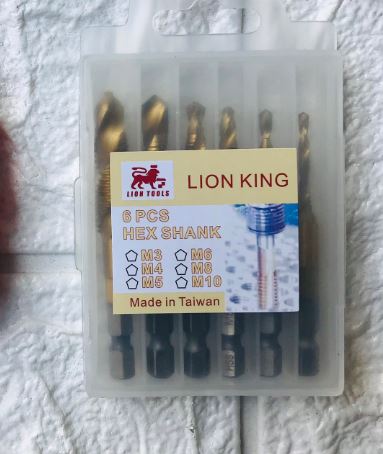 LION TOOLS
LION KING
6 PCS
HEX SHANK
M3 M6
M4 M8
M5 M10
Made in Taiwan